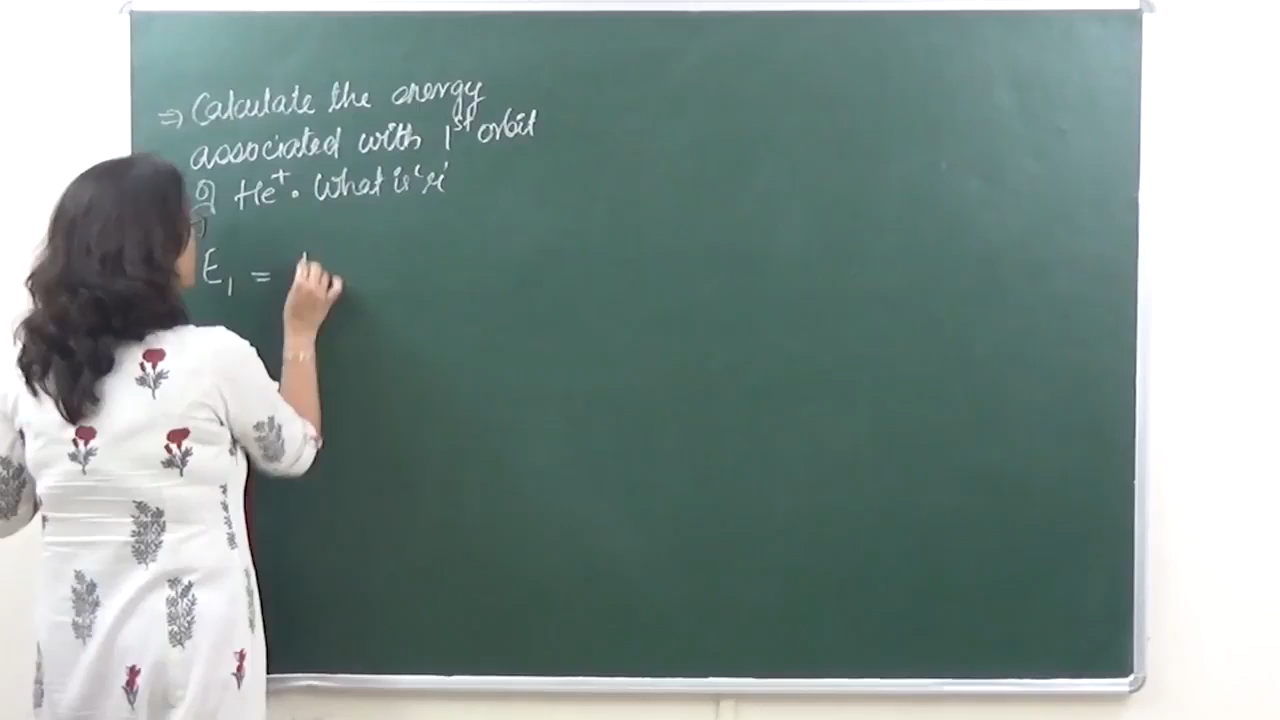 ⇒ Calculate the energy
associated with 1st orbit
of He+. What is 'r'
E1 =